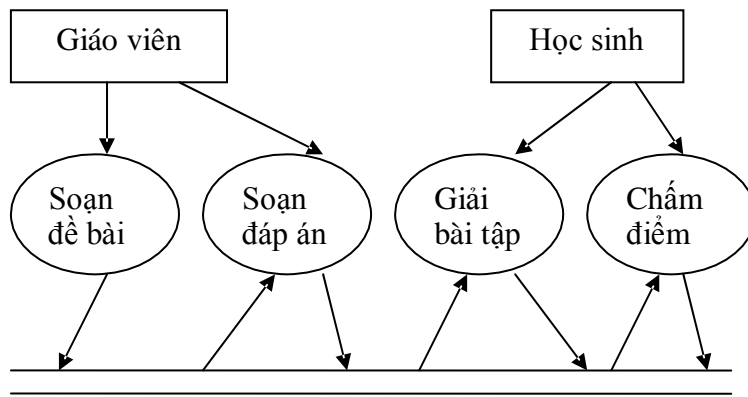 Giáo viên
Học sinh
Soạn
đề bài
Soạn
đáp án
Giải
bài tập
Chấm
điểm